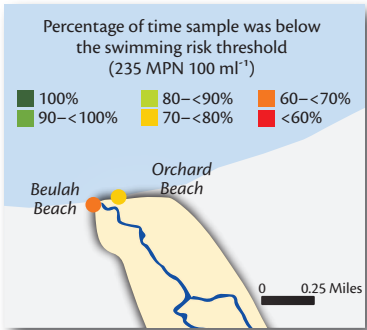 Percentage of time sample was below
the swimming risk threshold
(235 MPN 100 ml⁻¹)
100% 80–<90% 60–<70%
90–<100% 70–<80% <60%
Orchard
Beach
Beulah
Beach
0 0.25 Miles